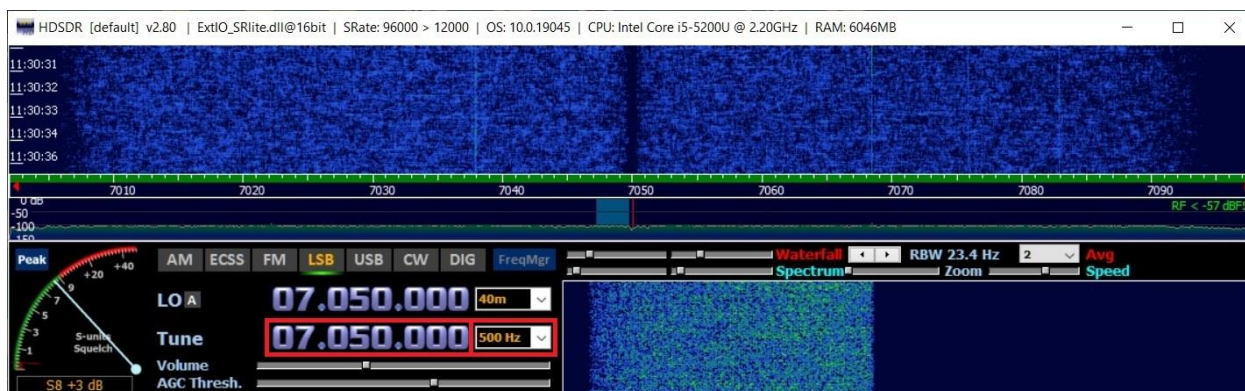 HDSDR [default] v2.80 | ExtIO_SRlite.dll@16bit | SRate: 96000 > 12000 | OS: 10.0.19045 | CPU: Intel Core i5-5200U @ 2.20GHz | RAM: 6046MB
11:30:31
11:30:32
11:30:33
11:30:34
11:30:36
7010 7020 7030 7040 7050 7060 7070 7080 7090
0 dB
-50
-100
-150
RF < -57 dBFS
Peak
AM ECSS FM LSB USB CW DIG FreqMgr
Waterfall RBW 23.4 Hz 2 Avg
Spectrum Zoom Speed
+20 +40
9
7
5
3
1
S-units
Squelch
S8 +3 dB
LO A 07.050.000 40m
Tune 07.050.000 500 Hz
Volume
AGC Thresh.